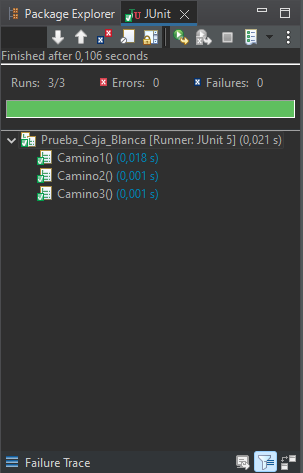 Package Explorer JUnit
Finished after 0,106 seconds
Runs: 3/3 Errors: 0 Failures: 0
Prueba_Caja_Blanca [Runner: JUnit 5] (0,021 s)
Camino1() (0,018 s)
Camino2() (0,001 s)
Camino3() (0,001 s)
Failure Trace